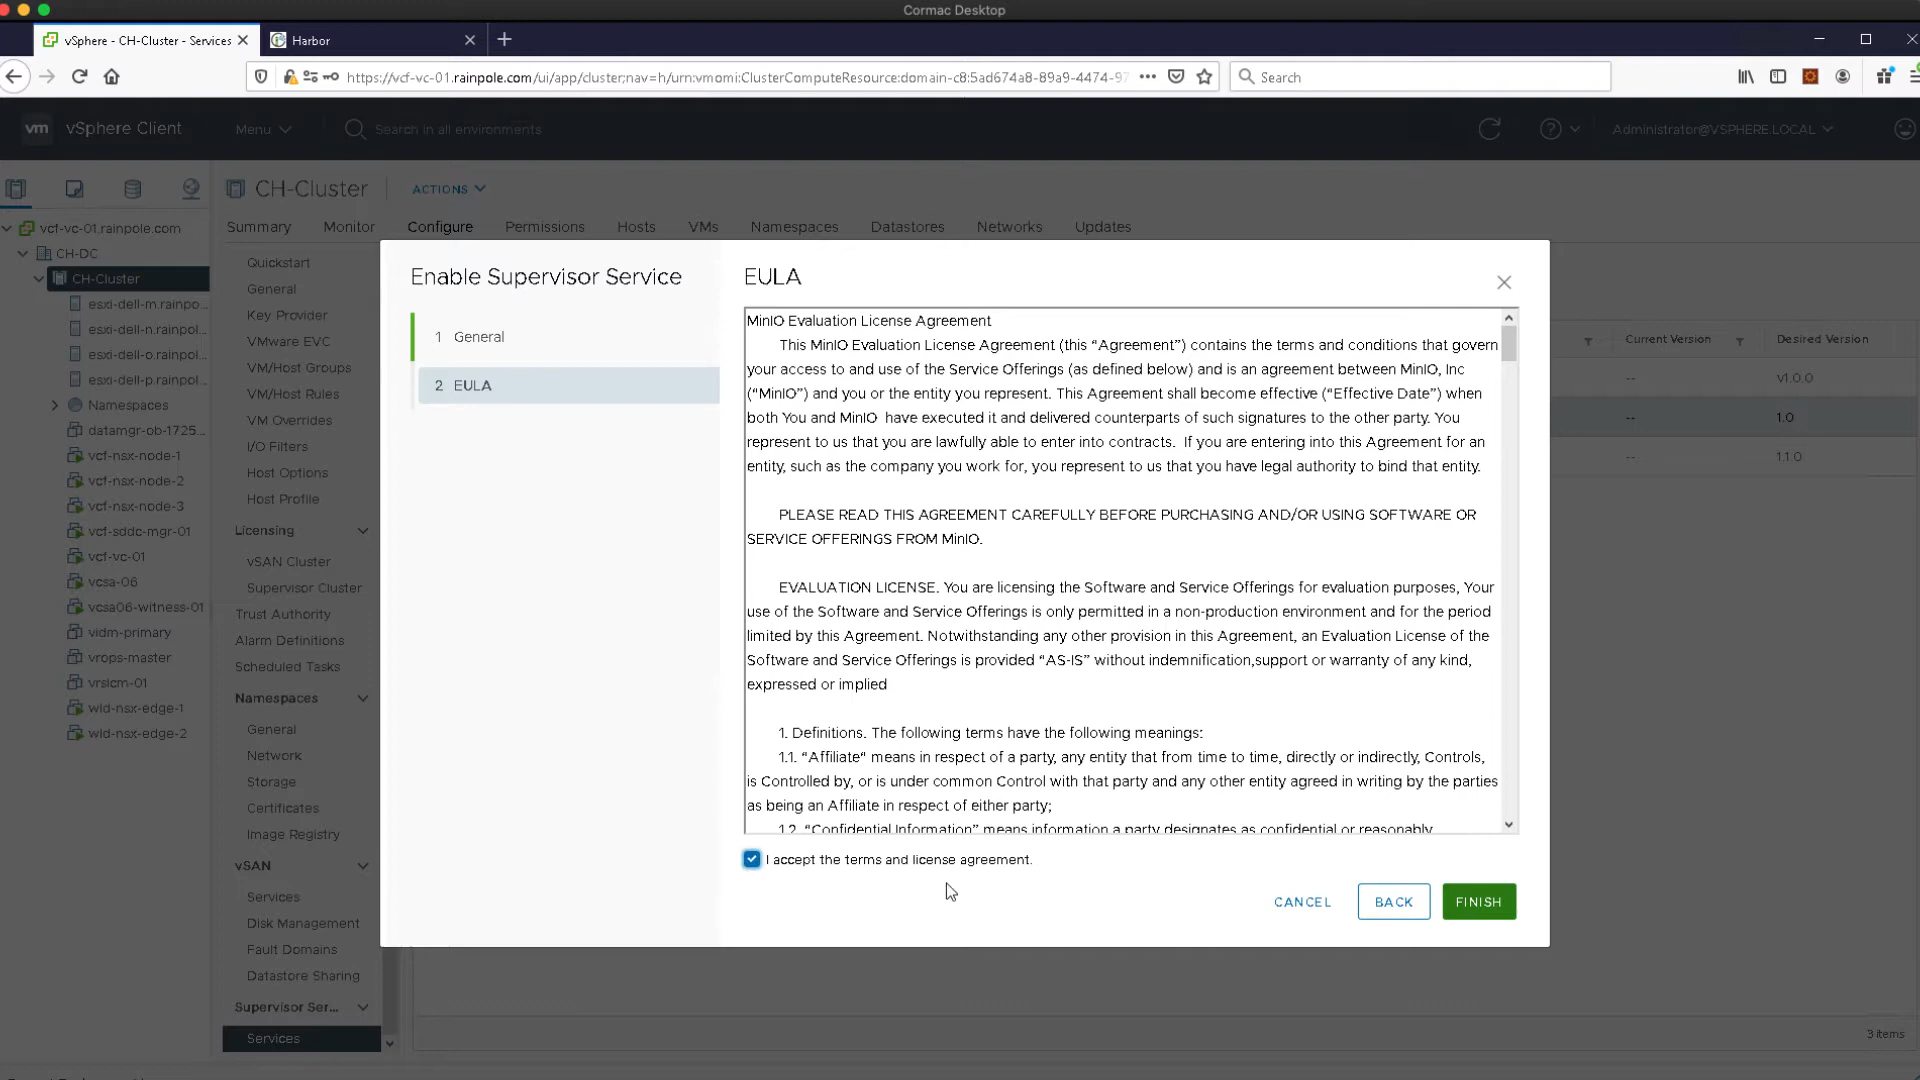 Cormac Desktop
vSphere - CH-Cluster - Services
Harbor
https://vcf-vc-01.rainpole.com/ui/app/cluster;nav=h/urn:vmomi:ClusterComputeResource:domain-c8:5ad674a8-89a9-4474-97
Search
vm vSphere Client
Menu
Search in all environments
Administrator@VSPHERE.LOCAL
CH-Cluster
ACTIONS
Summary Monitor Configure Permissions Hosts VMs Namespaces Datastores Networks Updates
vcf-vc-01.rainpole.com
CH-DC
CH-Cluster
esxi-dell-m.rainpo...
esxi-dell-n.rainpol...
esxi-dell-o.rainpol...
esxi-dell-p.rainpol...
Namespaces
datamgr-ob-1725...
vcf-nsx-node-1
vcf-nsx-node-2
vcf-nsx-node-3
vcf-sddc-mgr-01
vcf-vc-01
vcsa-06
vcsa06-witness-01
vidm-primary
vrops-master
vrslcm-01
wld-nsx-edge-1
wld-nsx-edge-2
Quickstart
General
Key Provider
VMware EVC
VM/Host Groups
VM/Host Rules
VM Overrides
I/O Filters
Host Options
Host Profile
Licensing
vSAN Cluster
Supervisor Cluster
Trust Authority
Alarm Definitions
Scheduled Tasks
Namespaces
General
Network
Storage
Certificates
Image Registry
vSAN
Services
Disk Management
Fault Domains
Datastore Sharing
Supervisor Ser...
Services
Enable Supervisor Service
1 General
2 EULA
EULA
MinIO Evaluation License Agreement
This MinIO Evaluation License Agreement (this “Agreement”) contains the terms and conditions that govern
your access to and use of the Service Offerings (as defined below) and is an agreement between MinIO, Inc
(“MinIO”) and you or the entity you represent. This Agreement shall become effective (“Effective Date”) when
both You and MinIO have executed it and delivered counterparts of such signatures to the other party. You
represent to us that you are lawfully able to enter into contracts. If you are entering into this Agreement for an
entity, such as the company you work for, you represent to us that you have legal authority to bind that entity.
PLEASE READ THIS AGREEMENT CAREFULLY BEFORE PURCHASING AND/OR USING SOFTWARE OR
SERVICE OFFERINGS FROM MinIO.
EVALUATION LICENSE. You are licensing the Software and Service Offerings for evaluation purposes, Your
use of the Software and Service Offerings is only permitted in a non-production environment and for the period
limited by this Agreement. Notwithstanding any other provision in this Agreement, an Evaluation License of the
Software and Service Offerings is provided “AS-IS” without indemnification,support or warranty of any kind,
expressed or implied
1. Definitions. The following terms have the following meanings:
1.1. “Affiliate“ means in respect of a party, any entity that from time to time, directly or indirectly, Controls,
is Controlled by, or is under common Control with that party and any other entity agreed in writing by the parties
as being an Affiliate in respect of either party;
1.2. “Confidential Information” means information a party designates as confidential or reasonably
I accept the terms and license agreement.
CANCEL BACK FINISH
Current Version Desired Version
-- v1.0.0
-- 1.0
-- 1.1.0
3 items